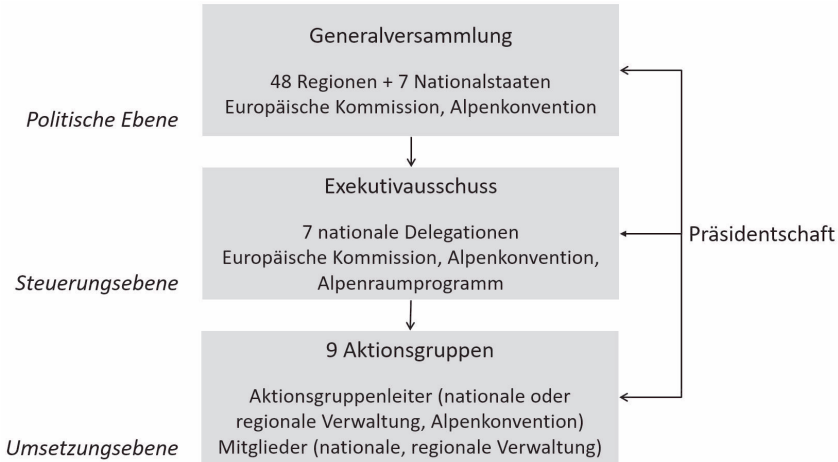 Generalversammlung
48 Regionen + 7 Nationalstaaten
Europäische Kommission, Alpenkonvention
Politische Ebene
Exekutivausschuss
7 nationale Delegationen
Europäische Kommission, Alpenkonvention,
Alpenraumprogramm
Präsidentschaft
Steuerungsebene
9 Aktionsgruppen
Aktionsgruppenleiter (nationale oder
regionale Verwaltung, Alpenkonvention)
Mitglieder (nationale, regionale Verwaltung)
Umsetzungsebene